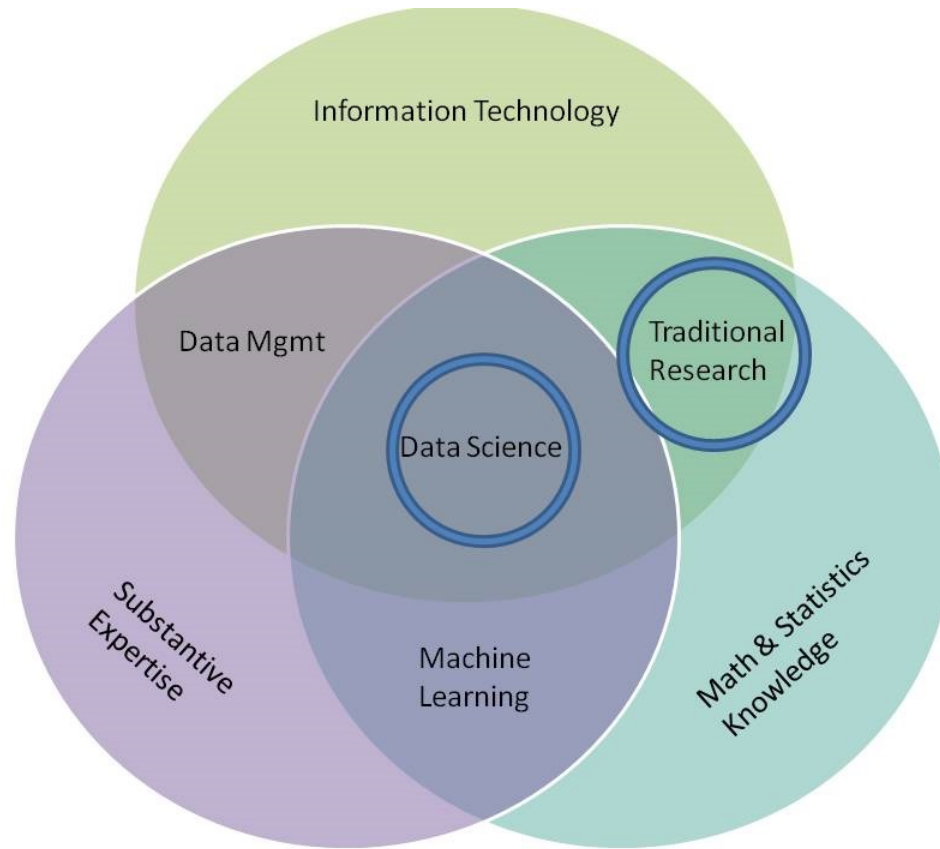 Information Technology
Data Mgmt
Traditional
Research
Data Science
Substantive
Expertise
Machine
Learning
Math & Statistics
Knowledge